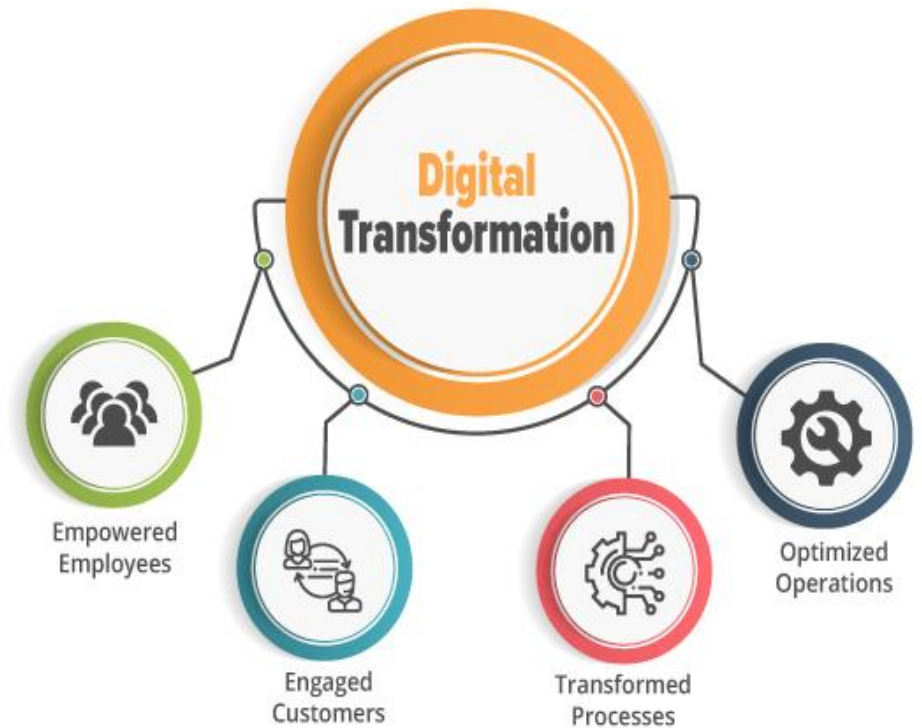 Digital
Transformation
Empowered
Employees
Engaged
Customers
Transformed
Processes
Optimized
Operations